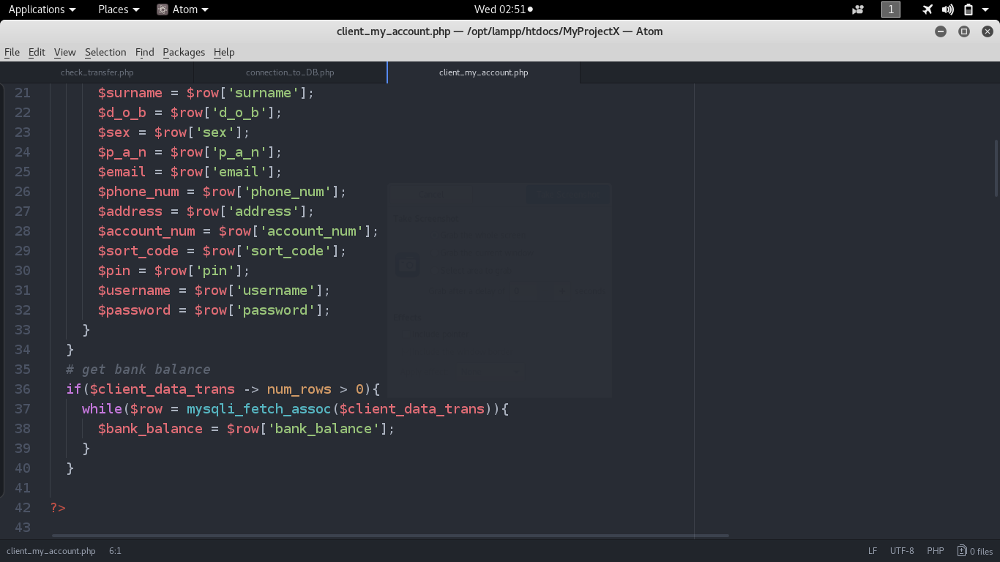 Applications Places Atom Wed 02:51 1
client_my_account.php — /opt/lampp/htdocs/MyProjectX — Atom
File Edit View Selection Find Packages Help
check_transfer.php connection_to_DB.php client_my_account.php
21 $surname = $row['surname'];
22 $d_o_b = $row['d_o_b'];
23 $sex = $row['sex'];
24 $p_a_n = $row['p_a_n'];
25 $email = $row['email'];
26 $phone_num = $row['phone_num'];
27 $address = $row['address'];
28 $account_num = $row['account_num'];
29 $sort_code = $row['sort_code'];
30 $pin = $row['pin'];
31 $username = $row['username'];
32 $password = $row['password'];
33 }
34 }
35 # get bank balance
36 if($client_data_trans -> num_rows > 0){
37 while($row = mysqli_fetch_assoc($client_data_trans)){
38 $bank_balance = $row['bank_balance'];
39 }
40 }
41
42 ?>
43
client_my_account.php 6:1 LF UTF-8 PHP 0 files